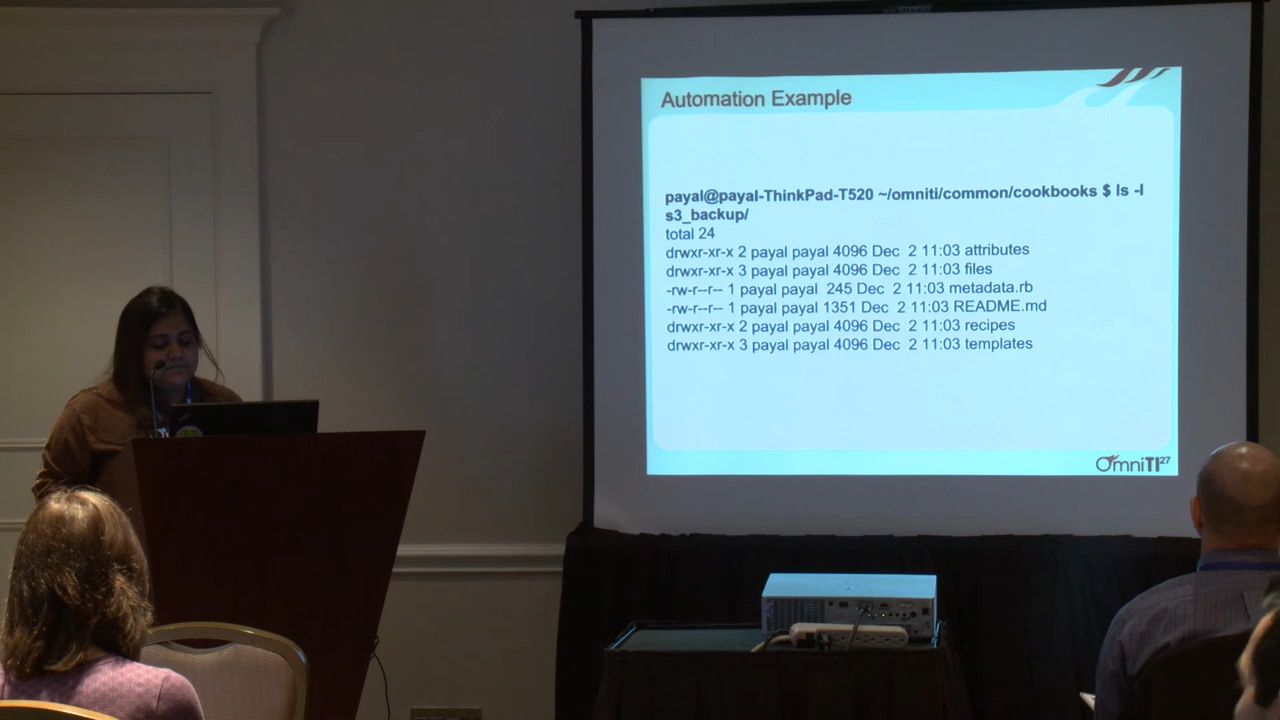 Automation Example
payal@payal-ThinkPad-T520 ~/omniti/common/cookbooks $ ls -l
s3_backup/
total 24
drwxr-xr-x 2 payal payal 4096 Dec  2 11:03 attributes
drwxr-xr-x 3 payal payal 4096 Dec  2 11:03 files
-rw-r--r-- 1 payal payal  245 Dec  2 11:03 metadata.rb
-rw-r--r-- 1 payal payal 1351 Dec  2 11:03 README.md
drwxr-xr-x 2 payal payal 4096 Dec  2 11:03 recipes
drwxr-xr-x 3 payal payal 4096 Dec  2 11:03 templates
OmniTI 27